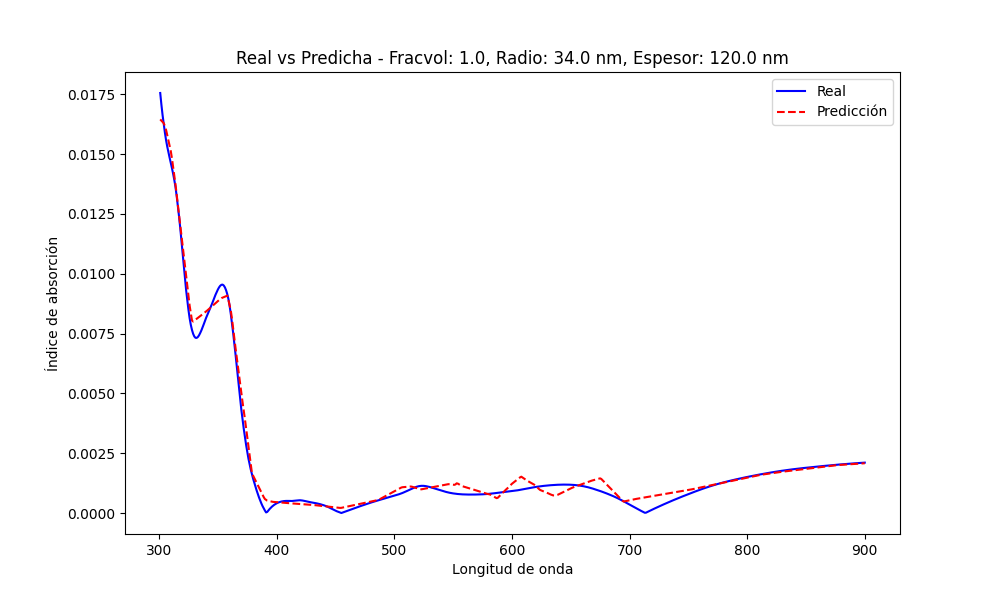 Real vs Predicha - Fracvol: 1.0, Radio: 34.0 nm, Espesor: 120.0 nm
Real
Predicción
0.0175
0.0150
0.0125
0.0100
0.0075
0.0050
0.0025
0.0000
Índice de absorción
300 400 500 600 700 800 900
Longitud de onda